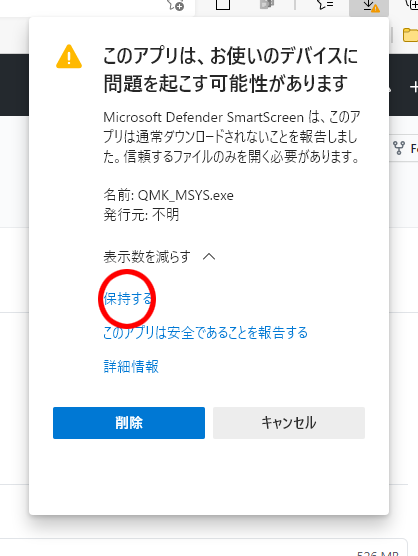 このアプリは、お使いのデバイスに
問題を起こす可能性があります
Microsoft Defender SmartScreen は、このア
プリは通常ダウンロードされないことを報告しまし
た。信頼するファイルのみを開く必要があります。
名前: QMK_MSYS.exe
発行元: 不明
表示数を減らす
保持する
このアプリは安全であることを報告する
詳細情報
削除
キャンセル